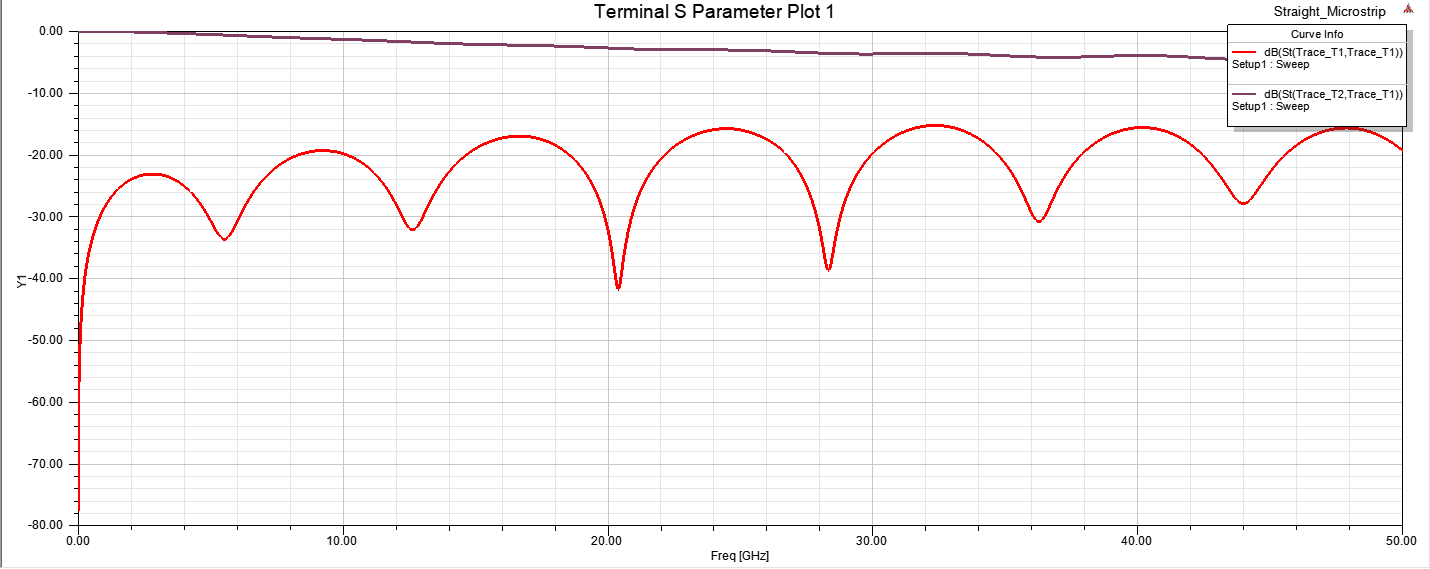 Terminal S Parameter Plot 1
Straight_Microstrip
Curve Info
dB(St(Trace_T1,Trace_T1))
Setup1 : Sweep
dB(St(Trace_T2,Trace_T1))
Setup1 : Sweep
0.00
-10.00
-20.00
-30.00
-40.00
-50.00
-60.00
-70.00
-80.00
Y1
0.00 10.00 20.00 30.00 40.00 50.00
Freq [GHz]